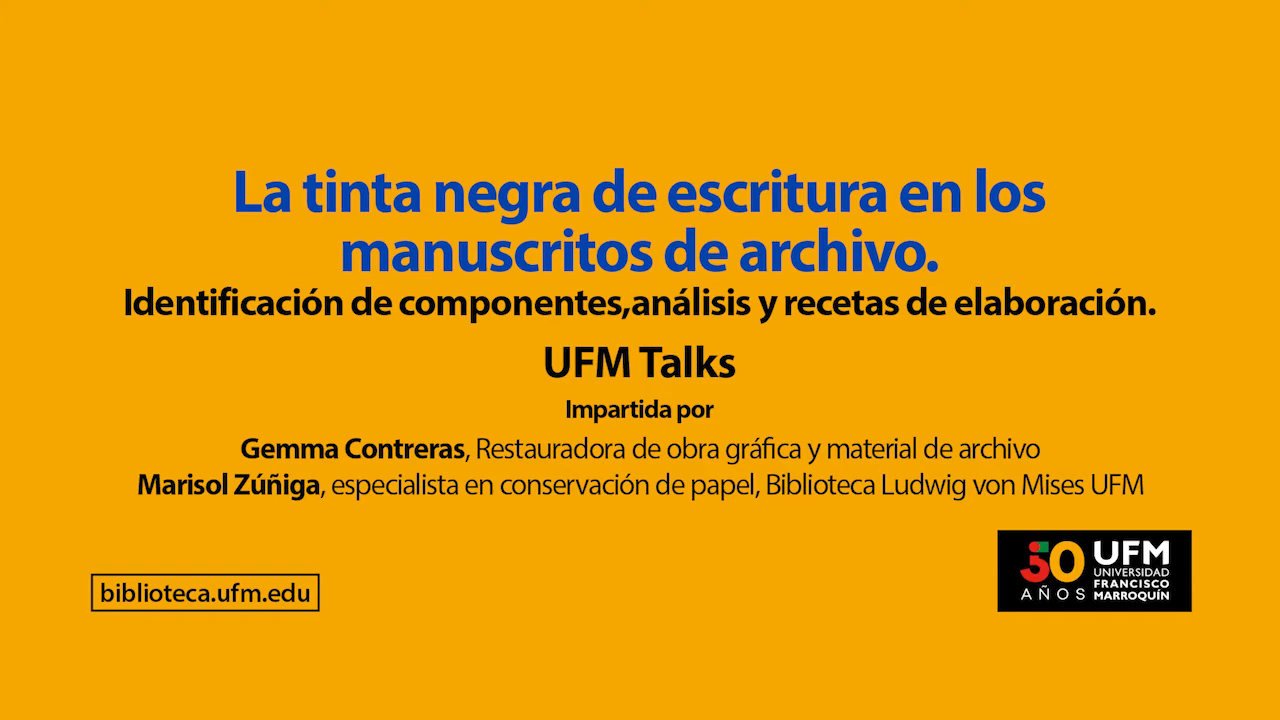 La tinta negra de escritura en los
manuscritos de archivo.
Identificación de componentes,análisis y recetas de elaboración.
UFM Talks
Impartida por
Gemma Contreras, Restauradora de obra gráfica y material de archivo
Marisol Zúñiga, especialista en conservación de papel, Biblioteca Ludwig von Mises UFM
biblioteca.ufm.edu
50
AÑOS
UFM
UNIVERSIDAD
FRANCISCO
MARROQUÍN